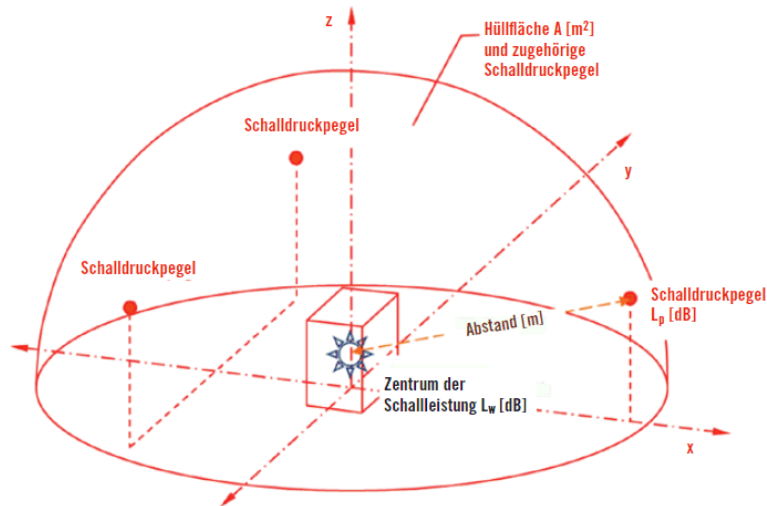 z
Hüllfläche A [m²]
und zugehörige
Schalldruckpegel
Schalldruckpegel
y
Schalldruckpegel
Schalldruckpegel
Lp [dB]
Abstand [m]
Zentrum der
Schallleistung Lw [dB]
x